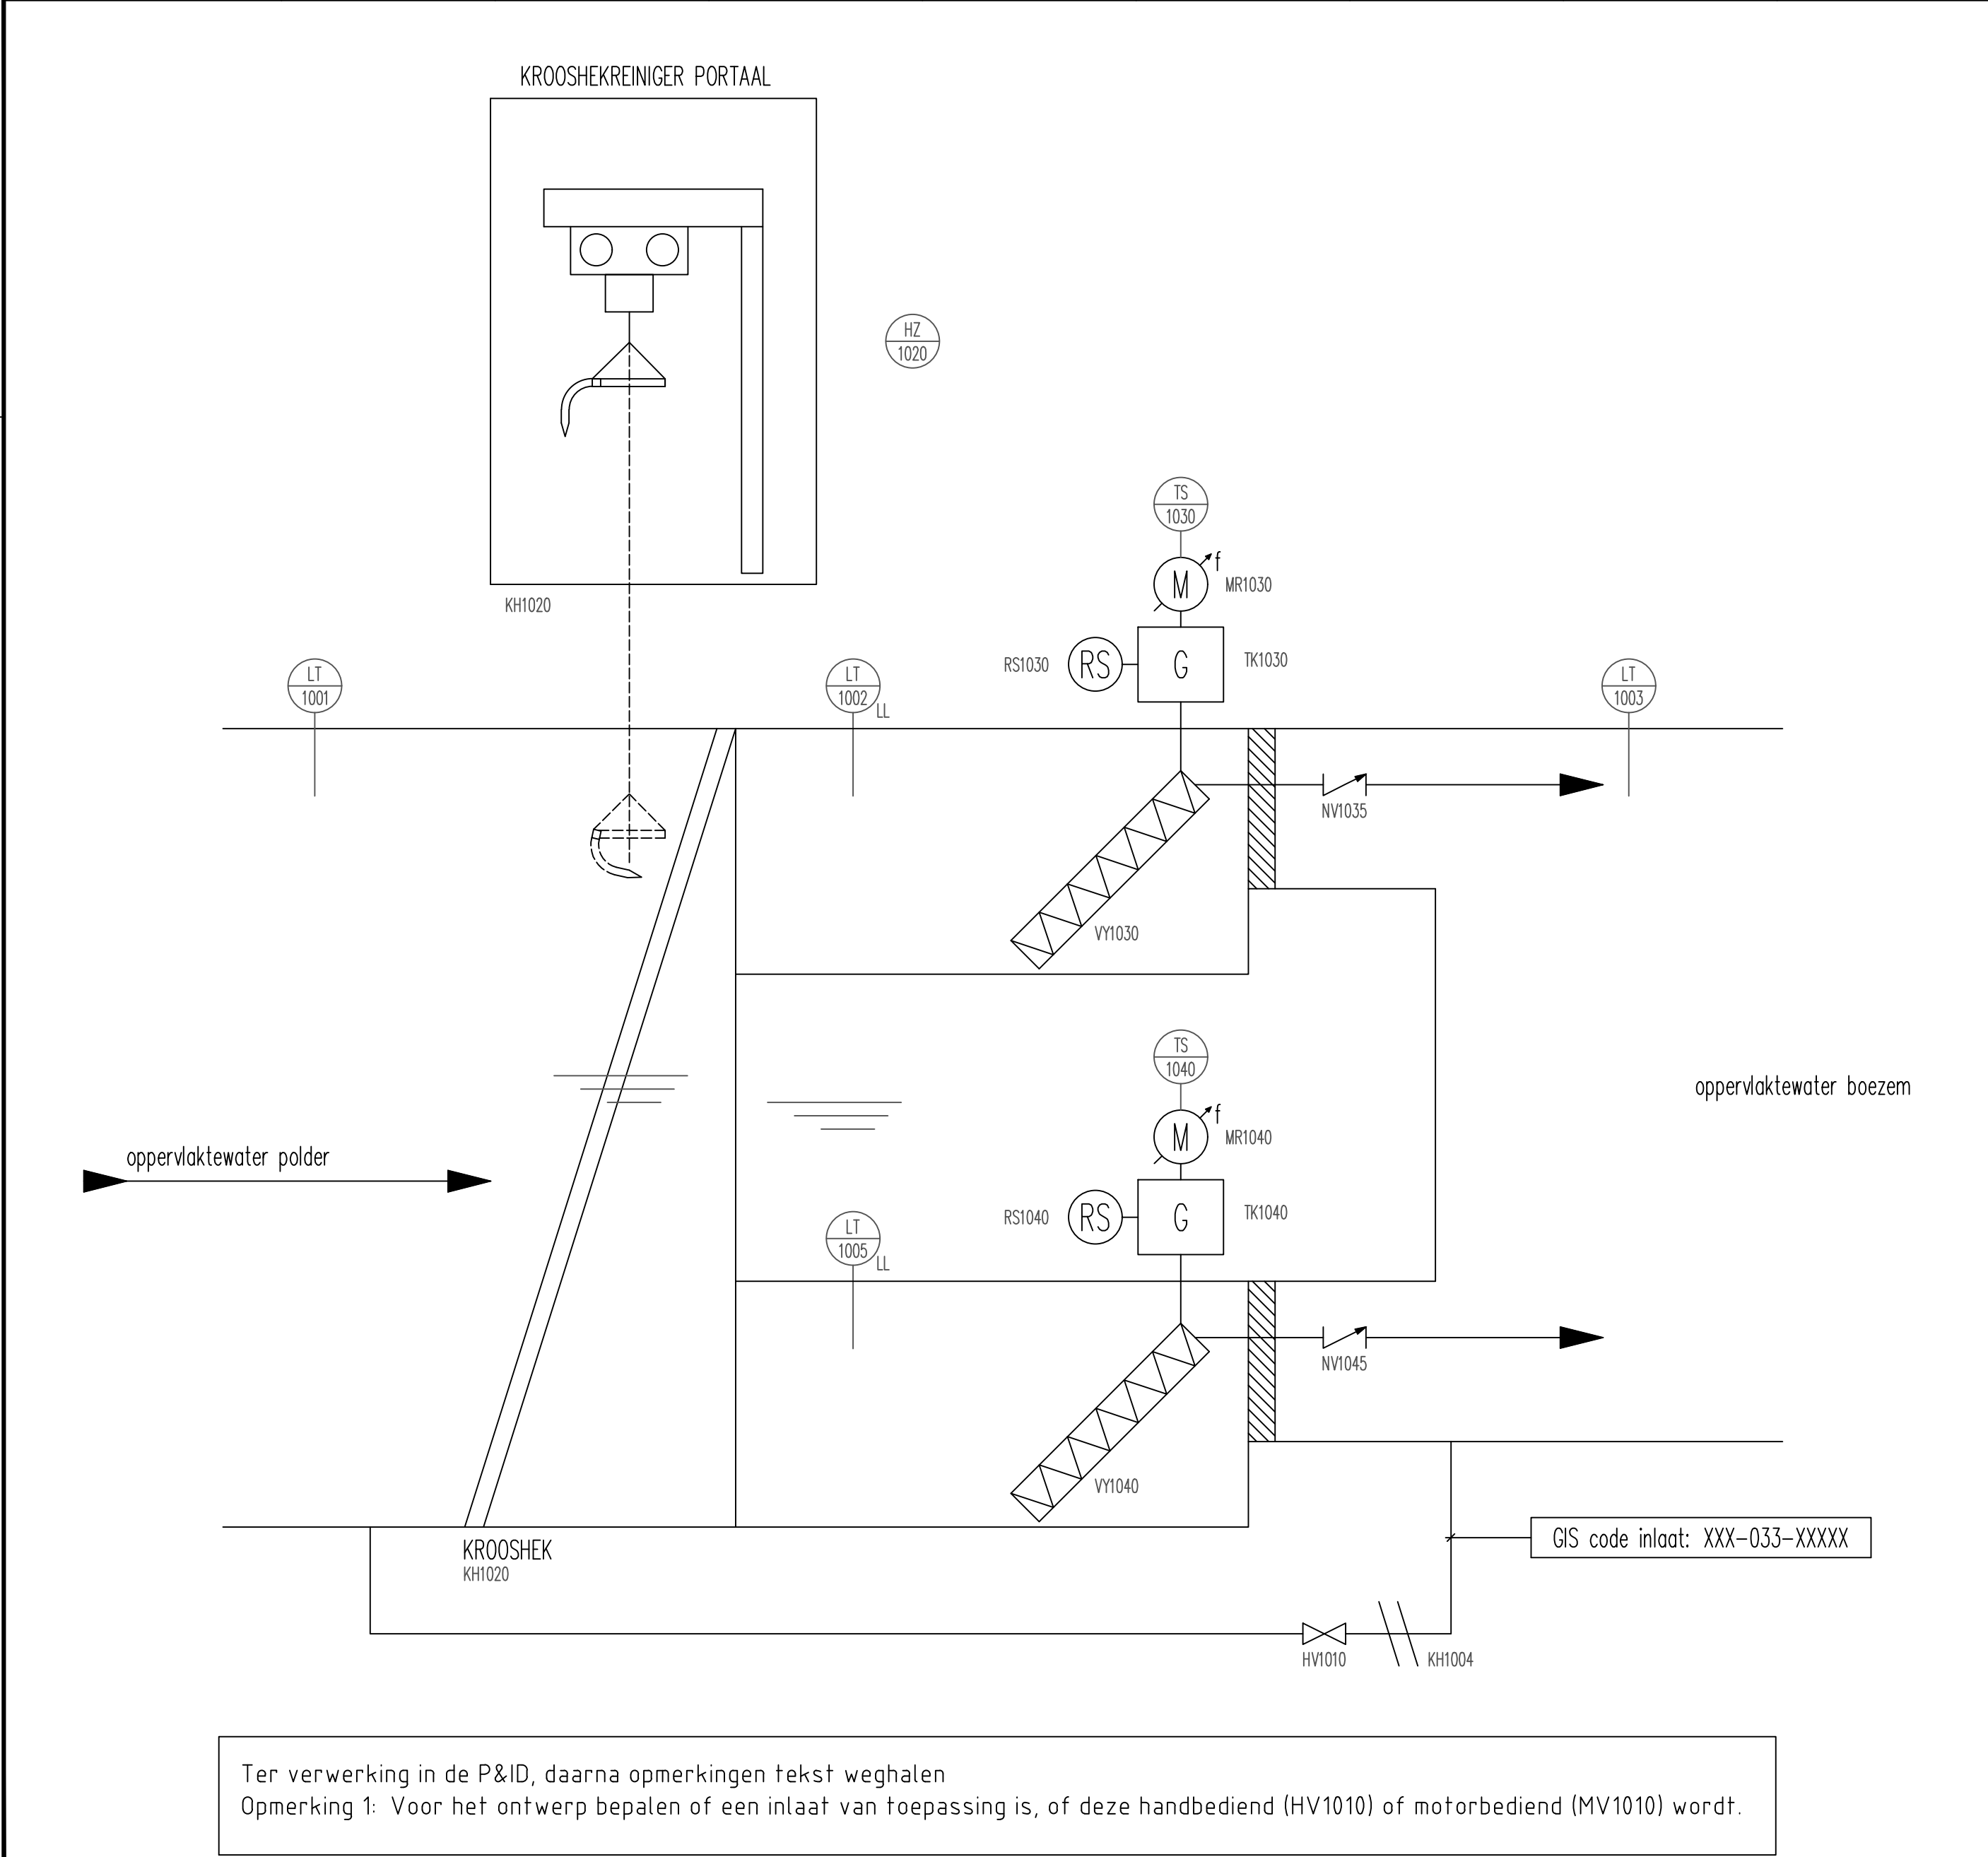 KROOSHEKREINIGER PORTAAL
HZ
1020
TS
1030
f
M
MR1030
KH1020
RS1030
RS
G
TK1030
LT
1001
LT
1002
LL
LT
1003
NV1035
VY1030
TS
1040
f
M
MR1040
oppervlaktewater boezem
oppervlaktewater polder
RS1040
RS
G
TK1040
LT
1005
LL
NV1045
VY1040
KROOSHEK
KH1020
GIS code inlaat: XXX-033-XXXXX
HV1010
KH1004
Ter verwerking in de P&ID, daarna opmerkingen tekst weghalen
Opmerking 1: Voor het ontwerp bepalen of een inlaat van toepassing is, of deze handbediend (HV1010) of motorbediend (MV1010) wordt.